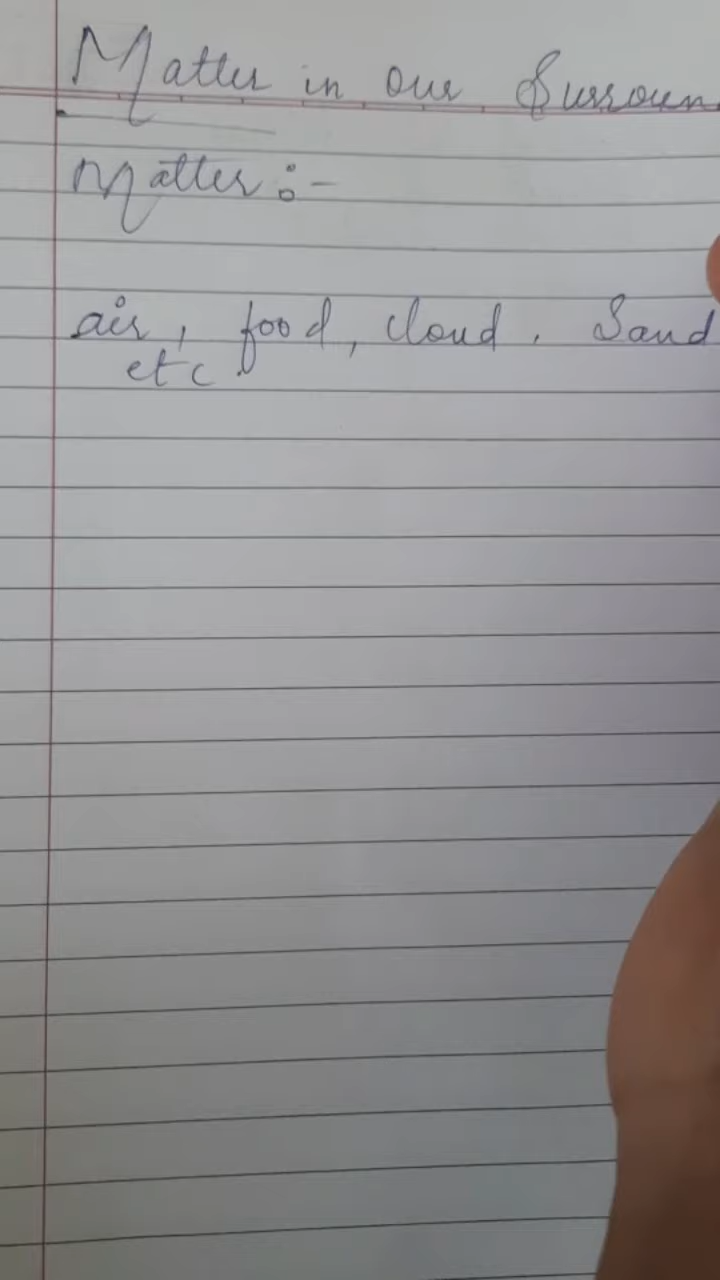 Matter in our Surroun
Matter :-
air, food, cloud. Sand
etc.